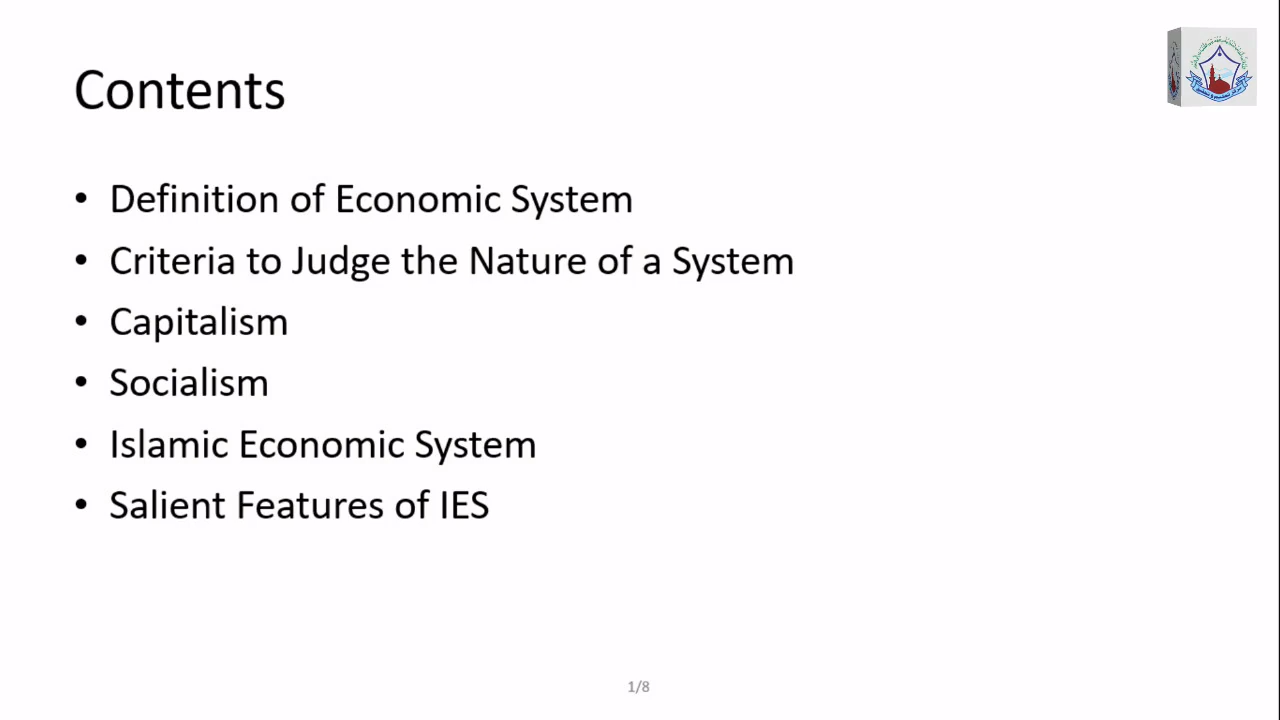 Contents
• Definition of Economic System
• Criteria to Judge the Nature of a System
• Capitalism
• Socialism
• Islamic Economic System
• Salient Features of IES
1/8